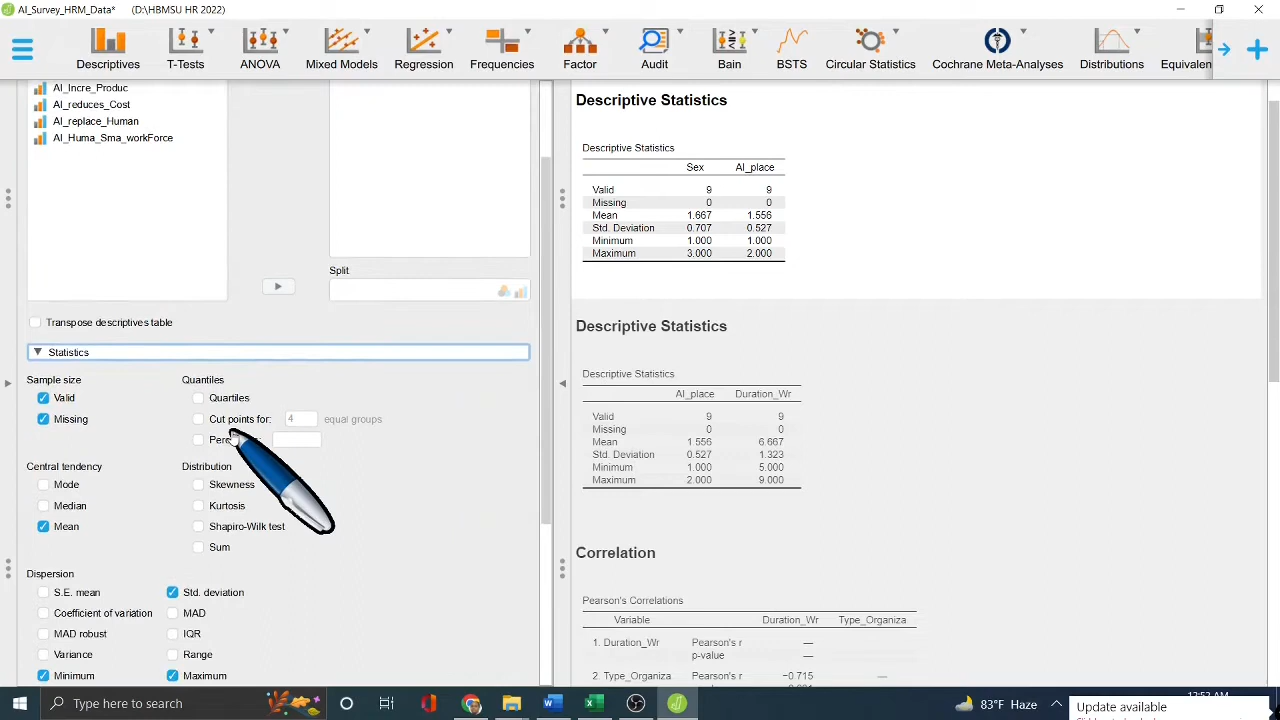 AI_Survey_HRM_Data* (D:\HBMSU HR 2022)
Descriptives T-Tests ANOVA Mixed Models Regression Frequencies Factor Audit Bain BSTS Circular Statistics Cochrane Meta-Analyses Distributions Equivalen
AI_Incre_Produc
AI_reduces_Cost
AI_replace_Human
AI_Huma_Sma_workForce
Split
Transpose descriptives table
Statistics
Sample size Quantiles
Valid Quartiles
Missing Cut points for: 4 equal groups
Central tendency Distribution
Mode Skewness
Median Kurtosis
Mean Shapiro-Wilk test
Sum
Dispersion
S.E. mean Std. deviation
Coefficient of variation MAD
MAD robust IQR
Variance Range
Minimum Maximum
Descriptive Statistics
Descriptive Statistics
Sex AI_place
Valid 9 9
Missing 0 0
Mean 1.667 1.556
Std. Deviation 0.707 0.527
Minimum 1.000 1.000
Maximum 3.000 2.000
Descriptive Statistics
Descriptive Statistics
AI_place Duration_Wr
Valid 9 9
Missing 0 0
Mean 1.556 6.667
Std. Deviation 0.527 1.323
Minimum 1.000 5.000
Maximum 2.000 9.000
Correlation
Pearson's Correlations
Variable Duration_Wr Type_Organiza
1. Duration_Wr Pearson's r —
p-value —
2. Type_Organiza Pearson's r −0.715 —
Type here to search
83°F Haze
Update available